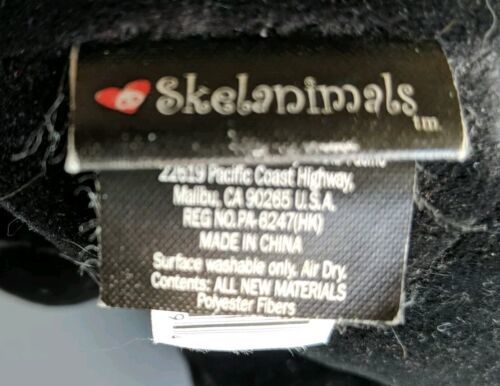 Skelanimals
tm.
22619 Pacific Coast Highway,
Malibu, CA 90265 U.S.A.
REG NO.PA-6247(HK)
MADE IN CHINA
Surface washable only. Air Dry.
Contents: ALL NEW MATERIALS
Polyester Fibers